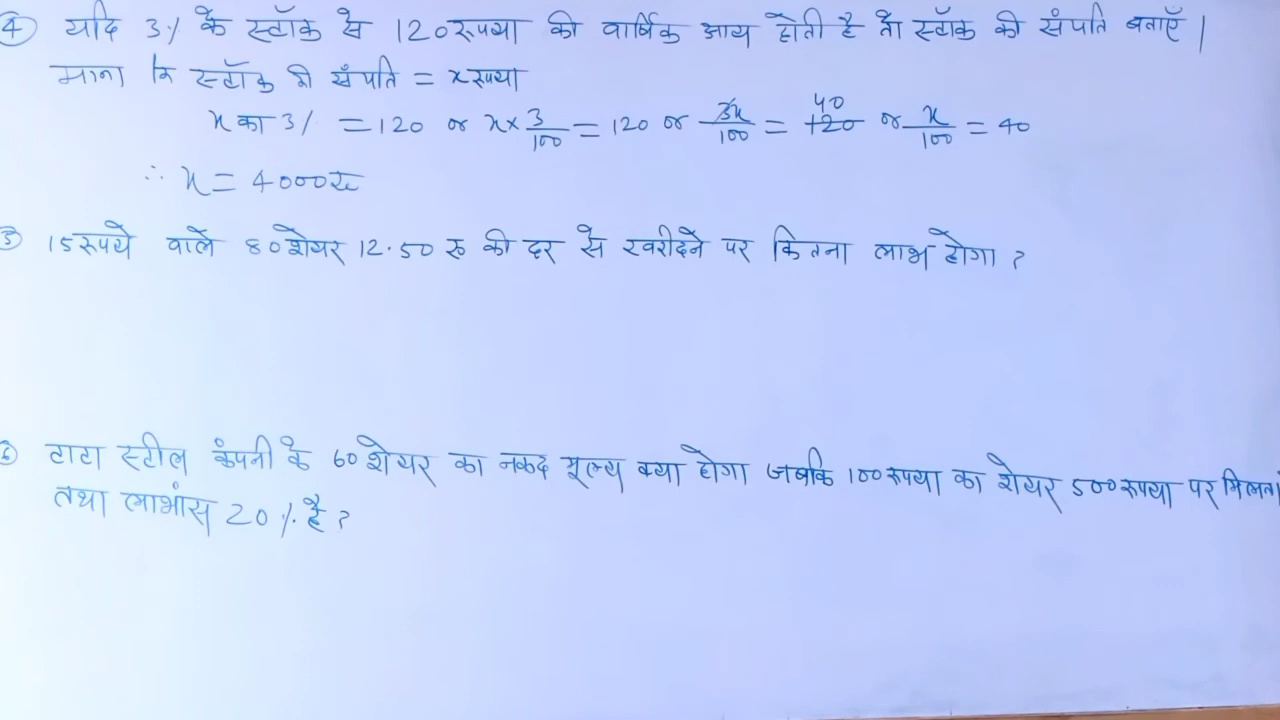 ④ यदि 3% के स्टॉक से 120 रूपया की वार्षिक आय होती है तो स्टॉक की संपति बताएँ |
माना कि स्टॉक की संपति = x रूपया
x का 3% = 120 or x × 3/100 = 120 or 3x/100 = 120 40 or x/100 = 40
∴ x = 4000 रू
⑤ 15 रूपये वाले 80 शेयर 12.50 रू की दर से खरीदने पर कितना लाभ होगा ?
⑥ टाटा स्टील कंपनी के 60 शेयर का नकद मूल्य क्या होगा जबकि 100 रूपया का शेयर 500 रूपया पर मिलता
तथा लाभांस 20% है ?